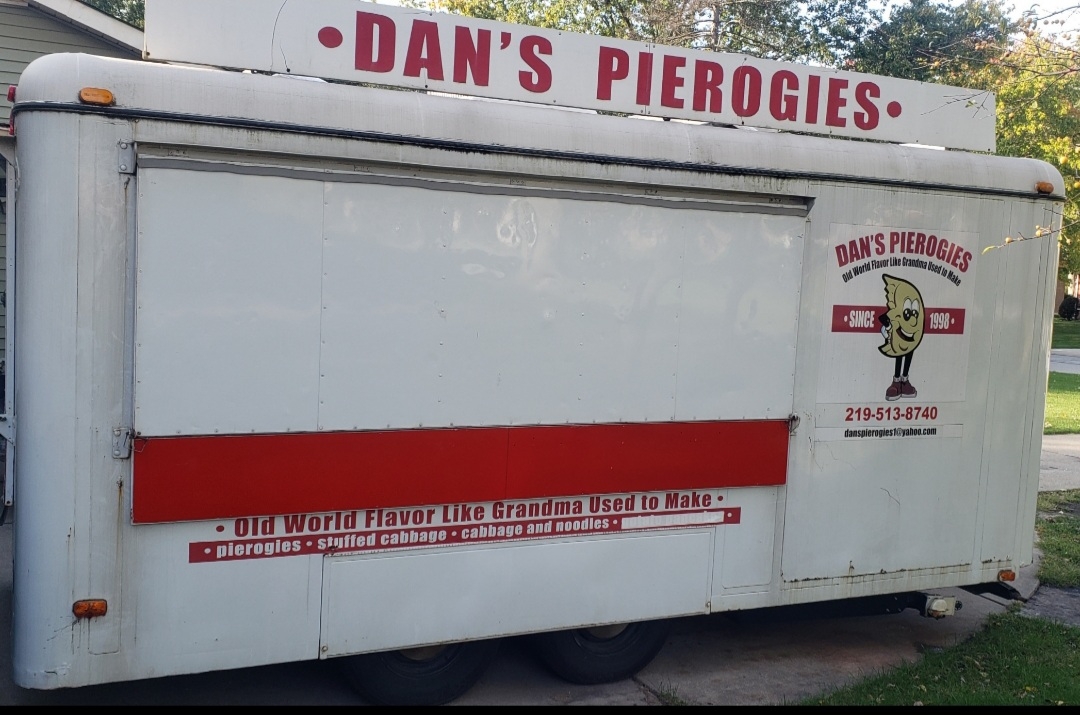 • DAN'S PIEROGIES •
DAN'S PIEROGIES
Old World Flavor Like Grandma Used to Make
• SINCE 1998 •
219-513-8740
danspierogies1@yahoo.com
• Old World Flavor Like Grandma Used to Make •
• pierogies • stuffed cabbage • cabbage and noodles • •